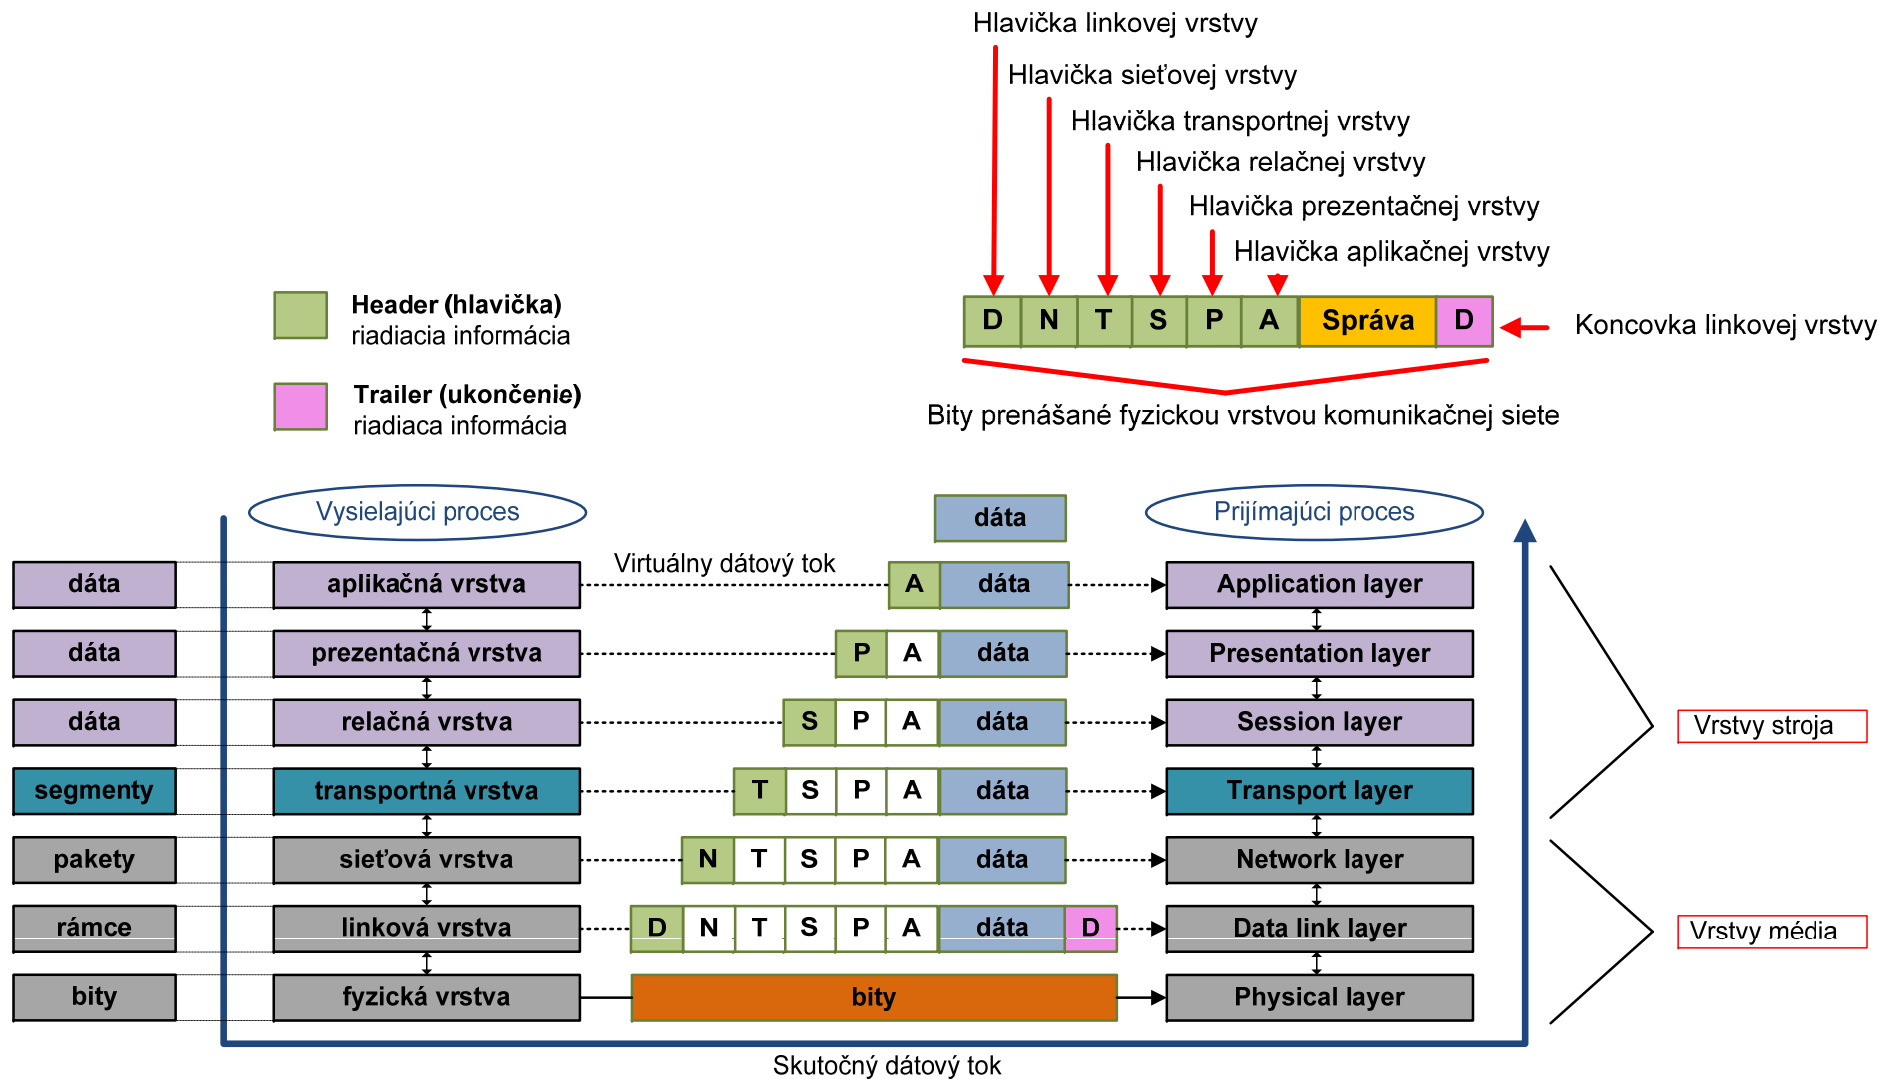 Hlavička linkovej vrstvy
Hlavička sieťovej vrstvy
Hlavička transportnej vrstvy
Hlavička relačnej vrstvy
Hlavička prezentačnej vrstvy
Hlavička aplikačnej vrstvy
D N T S P A Správa D
Koncovka linkovej vrstvy
Bity prenášané fyzickou vrstvou komunikačnej siete
Header (hlavička)
riadiacia informácia
Trailer (ukončenie)
riadiaca informácia
Vysielajúci proces
dáta
Prijímajúci proces
Virtuálny dátový tok
dáta aplikačná vrstva A dáta Application layer
dáta prezentačná vrstva P A dáta Presentation layer
dáta relačná vrstva S P A dáta Session layer
Vrstvy stroja
segmenty transportná vrstva T S P A dáta Transport layer
pakety sieťová vrstva N T S P A dáta Network layer
rámce linková vrstva D N T S P A dáta D Data link layer
Vrstvy média
bity fyzická vrstva bity Physical layer
Skutočný dátový tok